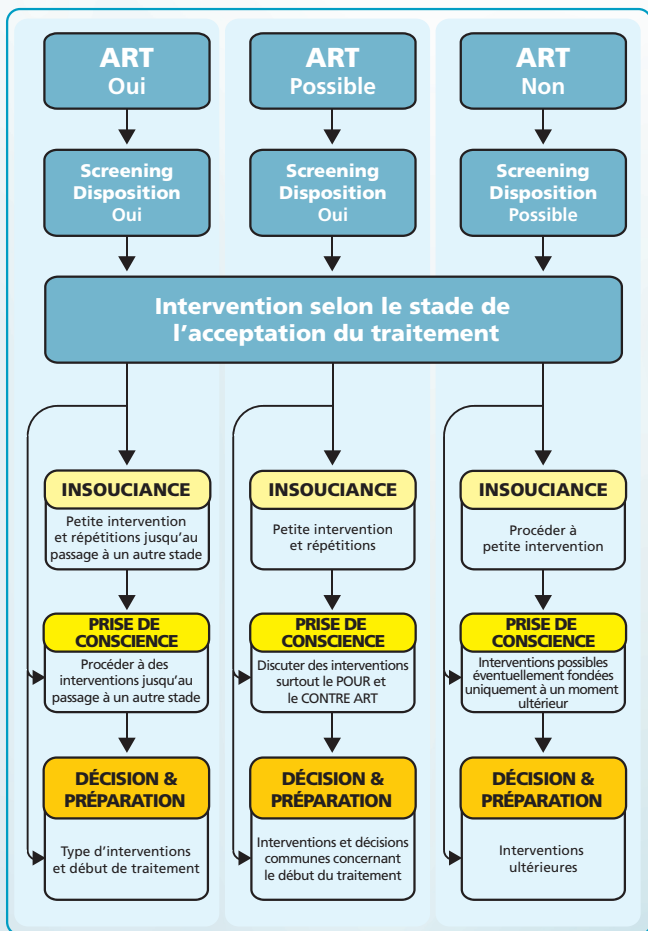 ART
Oui
Screening
Disposition
Oui
ART
Possible
Screening
Disposition
Oui
ART
Non
Screening
Disposition
Possible
Intervention selon le stade de
l’acceptation du traitement
INSOUCIANCE
Petite intervention
et répétitions jusqu’au
passage à un autre stade
PRISE DE
CONSCIENCE
Procéder à des
interventions jusqu’au
passage à un autre stade
DÉCISION &
PRÉPARATION
Type d’interventions
et début de traitement
INSOUCIANCE
Petite intervention
et répétitions
PRISE DE
CONSCIENCE
Discuter des interventions
surtout le POUR et
le CONTRE ART
DÉCISION &
PRÉPARATION
Interventions et décisions
communes concernant
le début du traitement
INSOUCIANCE
Procéder à
petite intervention
PRISE DE
CONSCIENCE
Interventions possibles
éventuellement fondées
uniquement à un moment
ultérieur
DÉCISION &
PRÉPARATION
Interventions
ultérieures